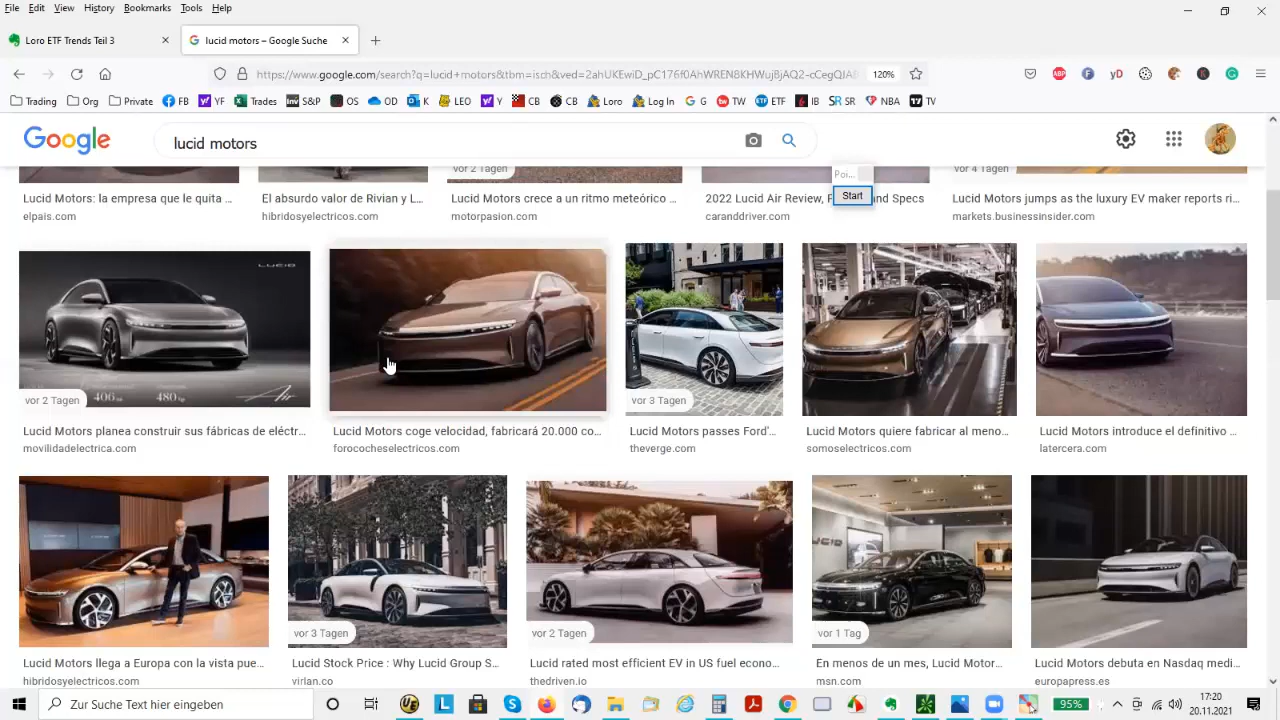 File Edit View History Bookmarks Tools Help
Loro ETF Trends Teil 3
lucid motors – Google Suche
https://www.google.com/search?q=lucid+motors&tbm=isch&ved=2ahUKEwiD_pC176f0AhWREN8KHWuj8jAQ2-cCegQIAB
120%
Trading Org Private FB YF Trades S&P OS OD K LEO Y CB CB Loro Log In G TW ETF IB SR NBA TV
Google
lucid motors
Poi...
Start
vor 2 Tagen
vor 4 Tagen
Lucid Motors: la empresa que le quita ...
elpais.com
El absurdo valor de Rivian y L...
hibridosyelectricos.com
Lucid Motors crece a un ritmo meteórico ...
motorpasion.com
2022 Lucid Air Review,
and Specs
caranddriver.com
Lucid Motors jumps as the luxury EV maker reports ri...
markets.businessinsider.com
LUCID
406
480
Air
vor 2 Tagen
vor 3 Tagen
Lucid Motors planea construir sus fábricas de eléctr...
movilidadelectrica.com
Lucid Motors coge velocidad, fabricará 20.000 co...
forococheselectricos.com
Lucid Motors passes Ford'...
theverge.com
Lucid Motors quiere fabricar al meno...
somoselectricos.com
Lucid Motors introduce el definitivo ...
latercera.com
vor 3 Tagen
vor 2 Tagen
vor 1 Tag
Lucid Motors llega a Europa con la vista pue...
hibridosyelectricos.com
Lucid Stock Price : Why Lucid Group S...
virlan.co
Lucid rated most efficient EV in US fuel econo...
thedriven.io
En menos de un mes, Lucid Motor...
msn.com
Lucid Motors debuta en Nasdaq medi...
europapress.es
Zur Suche Text hier eingeben
95%
17:20
20.11.2021